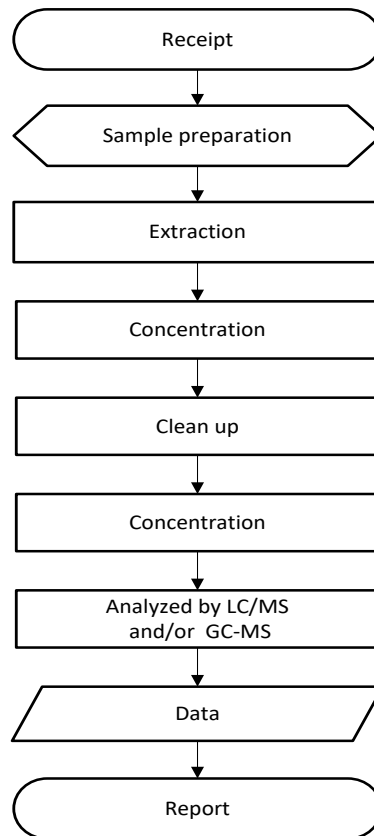 Receipt
Sample preparation
Extraction
Concentration
Clean up
Concentration
Analyzed by LC/MS
and/or  GC-MS
Data
Report